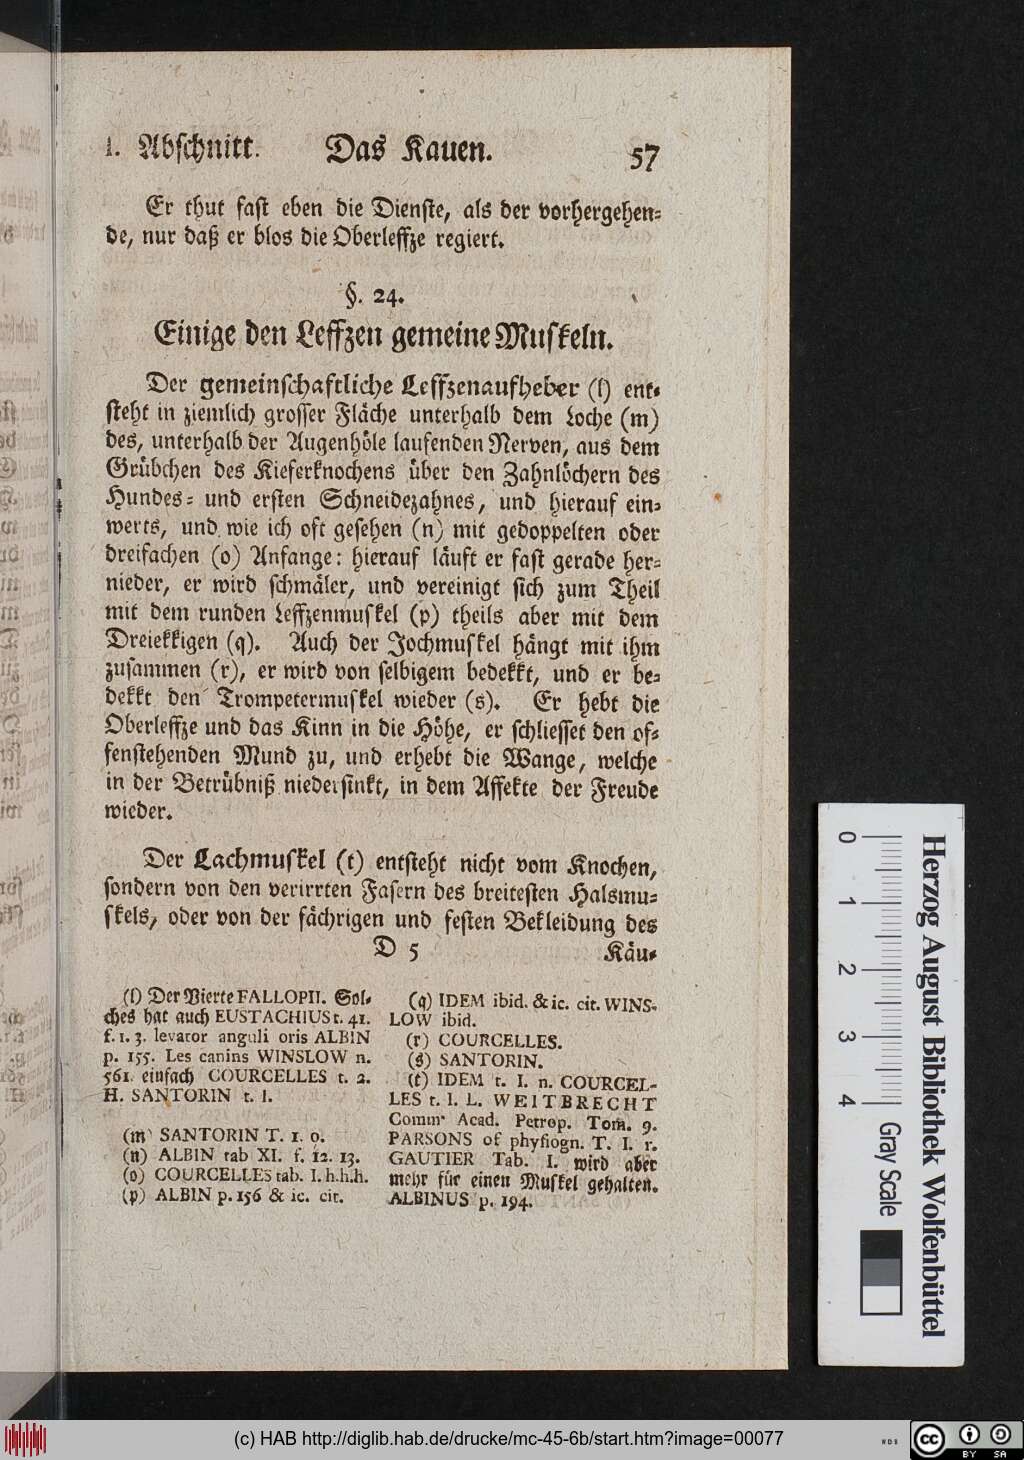 I. Abschnitt. Das Kauen. 57
Er thut fast eben die Dienste, als der vorhergehen=
de, nur daß er blos die Oberleffze regiert.
§. 24.
Einige den Leffzen gemeine Muskeln.
Der gemeinschaftliche Leffzenaufheber (l) ent=
steht in ziemlich grosser Fläche unterhalb dem Loche (m)
des, unterhalb der Augenhöle laufenden Nerven, aus dem
Grübchen des Kieferknochens über den Zahnlöchern des
Hundes= und ersten Schneidezahnes, und hierauf ein=
werts, und wie ich oft gesehen (n) mit gedoppelten oder
dreifachen (o) Anfange: hierauf läuft er fast gerade her=
nieder, er wird schmäler, und vereinigt sich zum Theil
mit dem runden Leffzenmuskel (p) theils aber mit dem
Dreiekkigen (q). Auch der Jochmuskel hängt mit ihm
zusammen (r), er wird von selbigem bedekkt, und er be=
dekkt den Trompetermuskel wieder (s). Er hebt die
Oberleffze und das Kinn in die Höhe, er schliesset den of=
fenstehenden Mund zu, und erhebt die Wange, welche
in der Betrübniß niedersinkt, in dem Affekte der Freude
wieder.
Der Lachmuskel (t) entsteht nicht vom Knochen,
sondern von den verirrten Fasern des breitesten Halsmu=
skels, oder von der fächrigen und festen Bekleidung des
D 5 Käu=
(l) Der Vierte FALLOPII. Sol=
ches hat auch EUSTACHIUS t. 41.
f. 1. 3. levator anguli oris ALBIN
p. 155. Les canins WINSLOW n.
561. einfach COURCELLES t. 2.
H. SANTORIN t. I.
(m) SANTORIN T. 1. o.
(n) ALBIN tab XI. f. 12. 13.
(o) COURCELLES tab. I. h.h.h.
(p) ALBIN p. 156 & ic. cit.
(q) IDEM ibid. & ic. cit. WINS-
LOW ibid.
(r) COURCELLES.
(s) SANTORIN.
(t) IDEM t. I. n. COURCEL-
LES t. I. L. WEITBRECHT
Comm. Acad. Petrop. Tom. 9.
PARSONS of physiogn. T. I. r.
GAUTIER Tab. I. wird aber
mehr für einen Muskel gehalten.
ALBINUS p. 194.
0 1 2 3 4
Herzog August Bibliothek Wolfenbüttel
Gray Scale
(c) HAB http://diglib.hab.de/drucke/mc-45-6b/start.htm?image=00077
WDB
cc BY SA